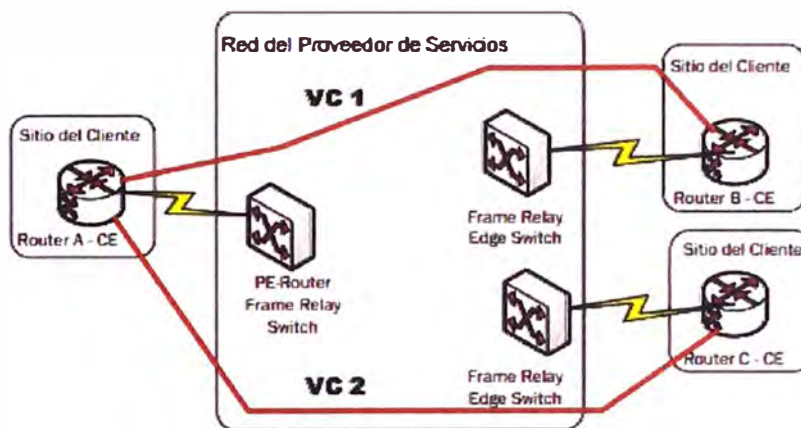 Red del Proveedor de Servicios
VC 1
Sitio del Cliente
Router A - CE
PE-Router
Frame Relay
Switch
Frame Relay
Edge Switch
Sitio del Cliente
Router B - CE
Sitio del Cliente
Router C - CE
Frame Relay
Edge Switch
VC 2